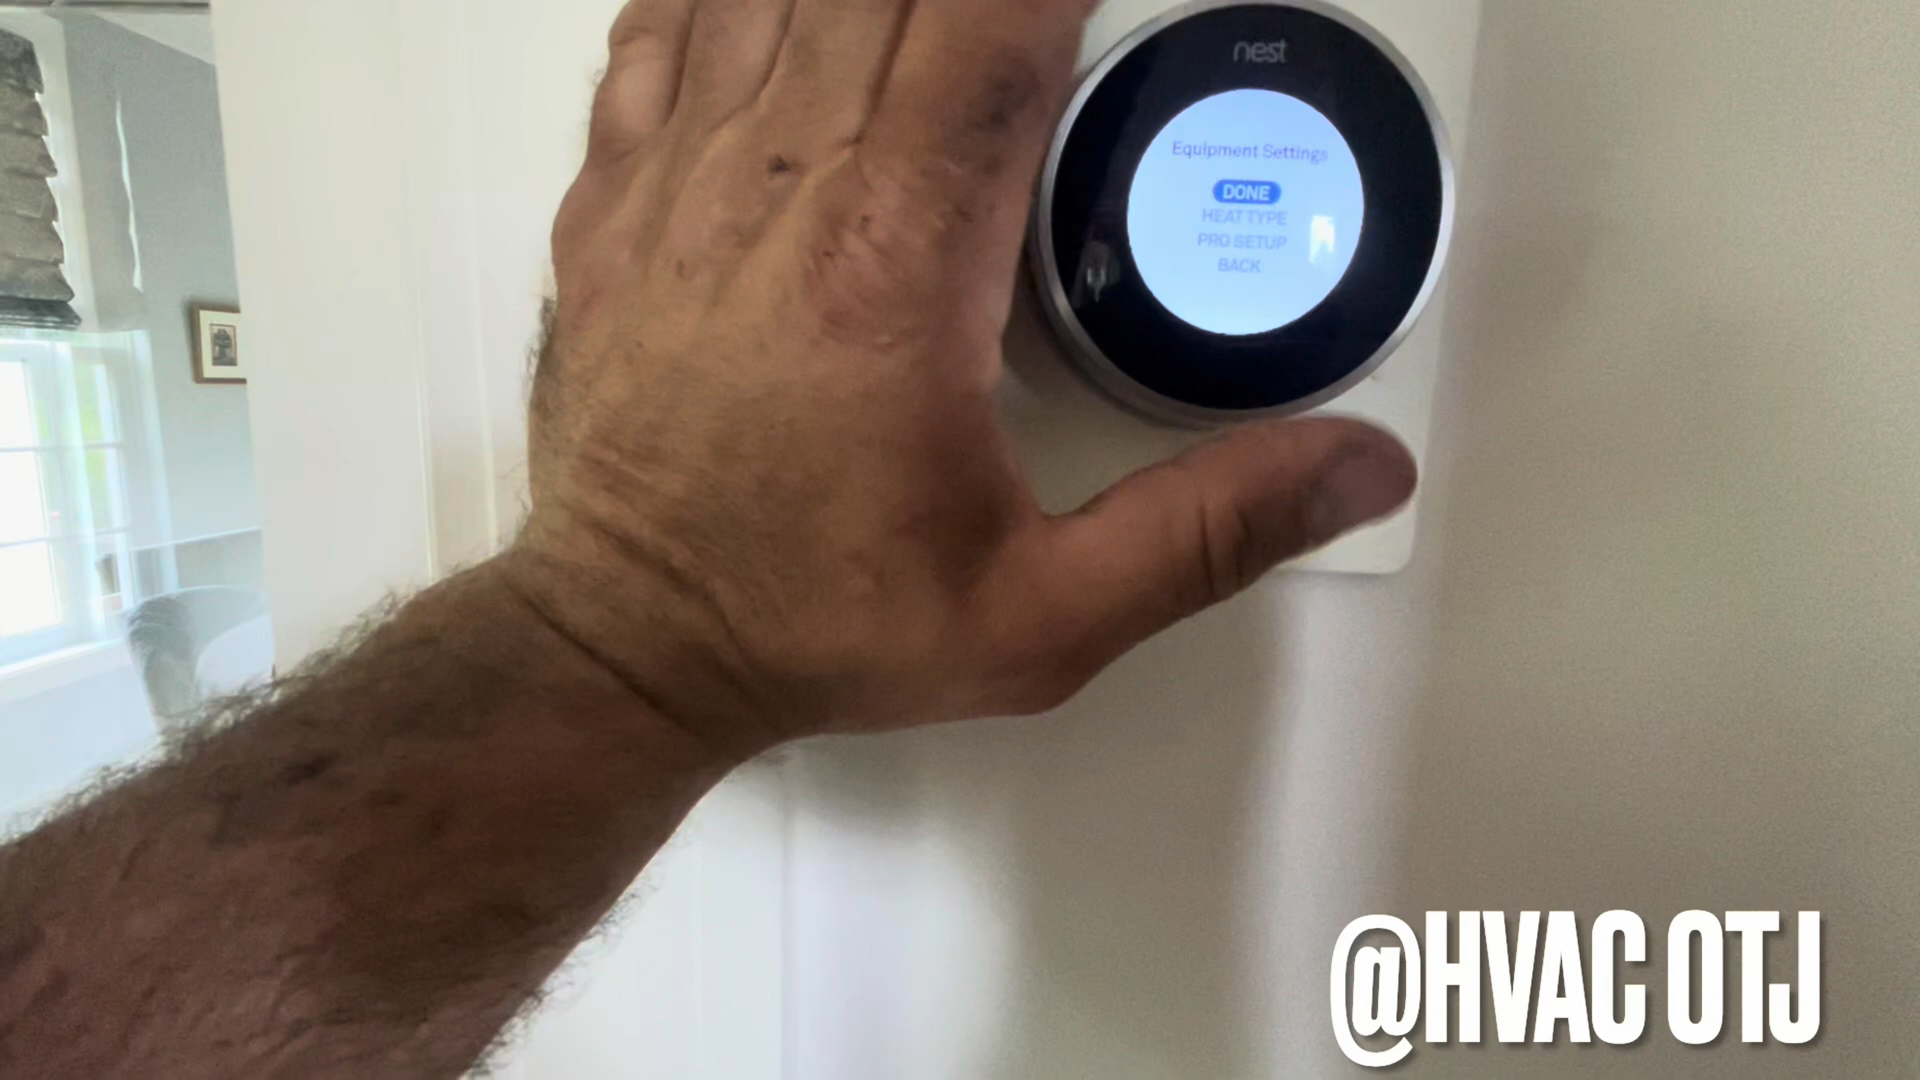 nest
Equipment Settings
DONE
HEAT TYPE
PRO SETUP
BACK
@HVAC OTJ